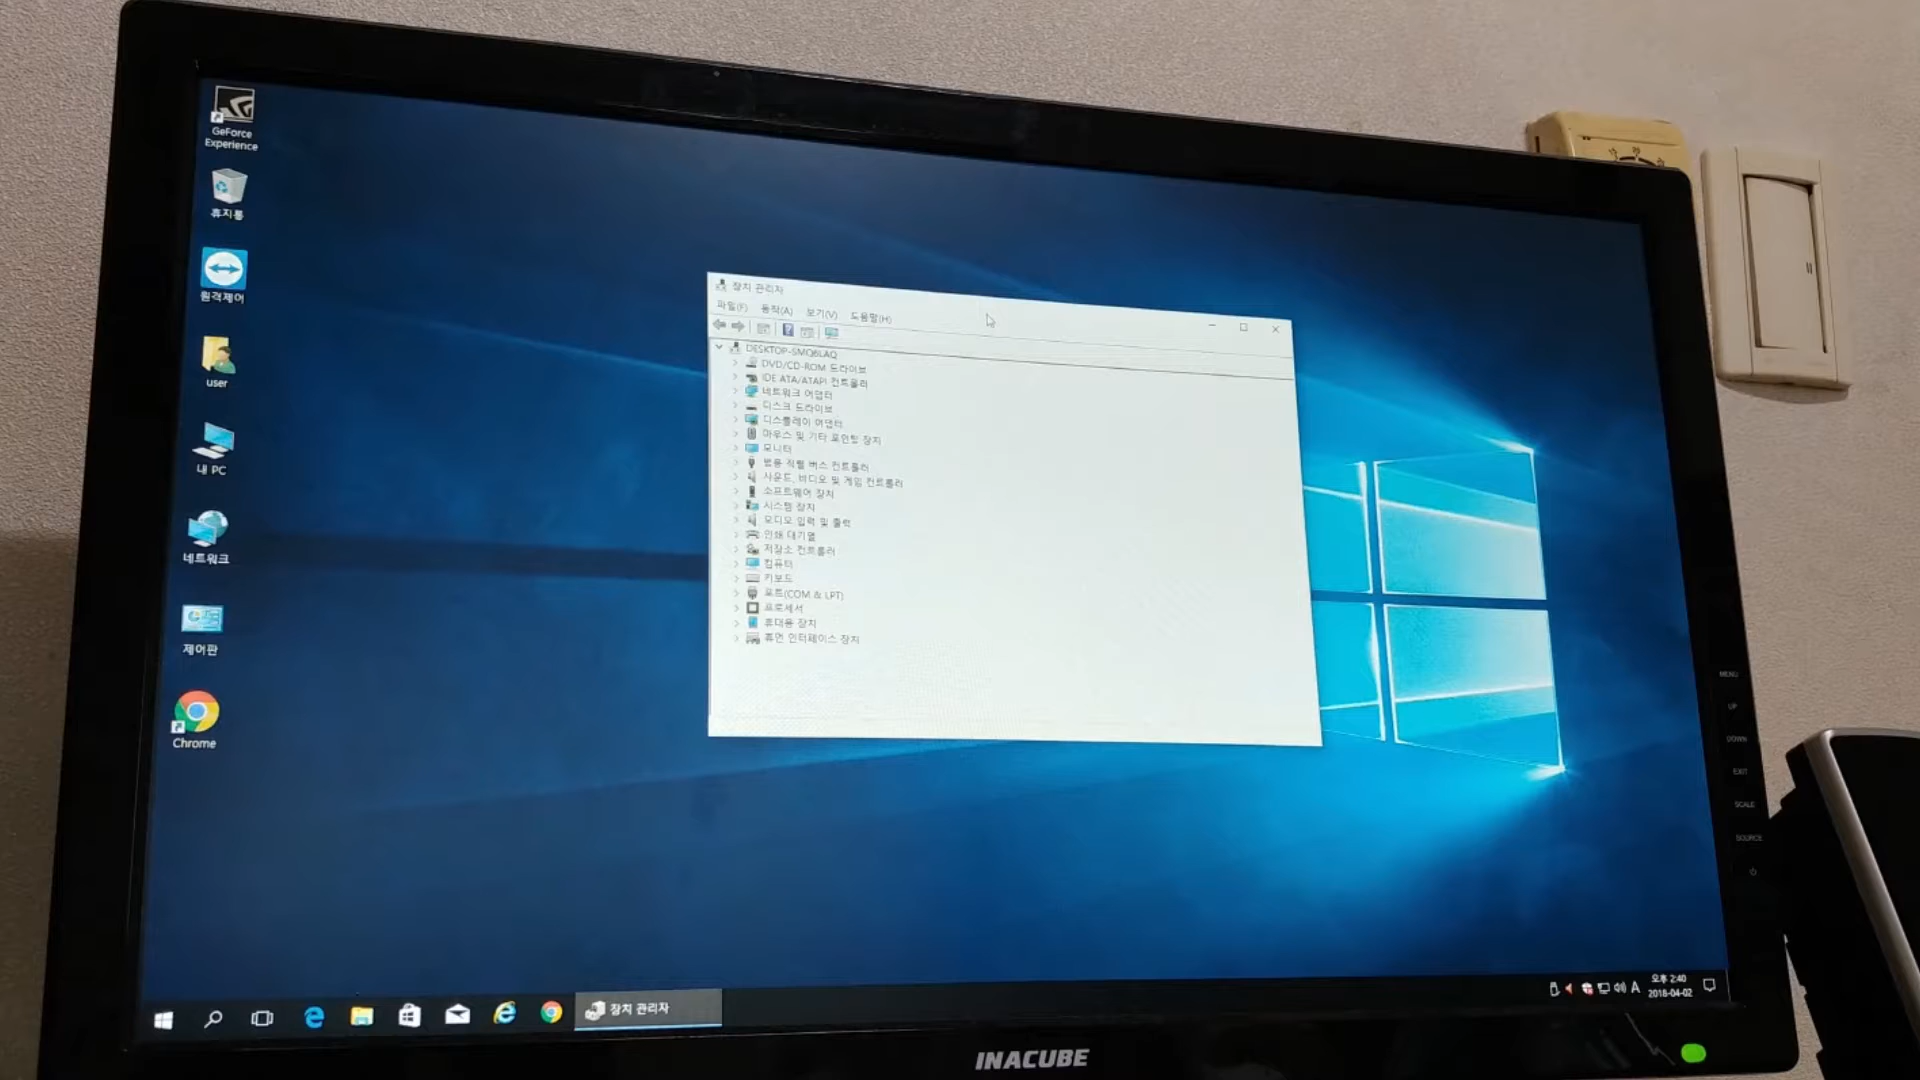 GeForce
Experience
휴지통
원격제어
user
내 PC
네트워크
제어판
Chrome
장치 관리자
파일(F) 동작(A) 보기(V) 도움말(H)
DESKTOP-SMQ6LAQ
DVD/CD-ROM 드라이브
IDE ATA/ATAPI 컨트롤러
네트워크 어댑터
디스크 드라이브
디스플레이 어댑터
마우스 및 기타 포인팅 장치
모니터
범용 직렬 버스 컨트롤러
사운드, 비디오 및 게임 컨트롤러
소프트웨어 장치
시스템 장치
오디오 입력 및 출력
인쇄 대기열
저장소 컨트롤러
컴퓨터
키보드
포트(COM & LPT)
프로세서
휴대용 장치
휴먼 인터페이스 장치
MENU
UP
DOWN
EXIT
SCALE
SOURCE
장치 관리자
A
오후 2:40
2018-04-02
INACUBE